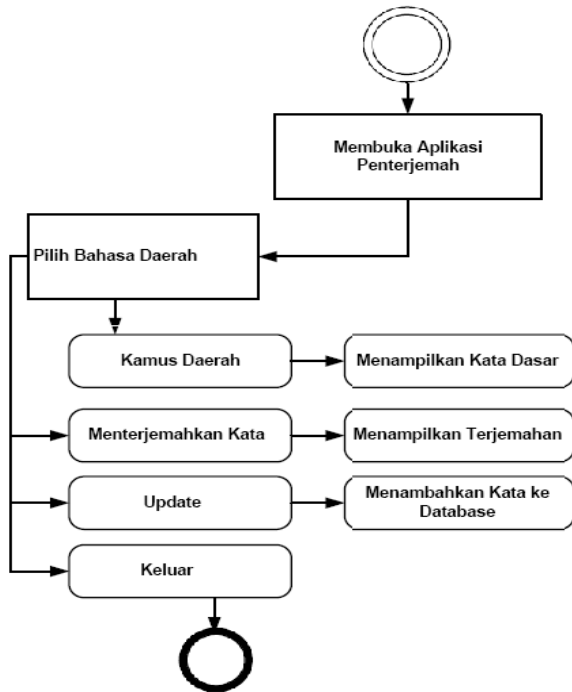 Membuka Aplikasi
Penterjemah
Pilih Bahasa Daerah
Kamus Daerah
Menampilkan Kata Dasar
Menterjemahkan Kata
Menampilkan Terjemahan
Update
Menambahkan Kata ke
Database
Keluar